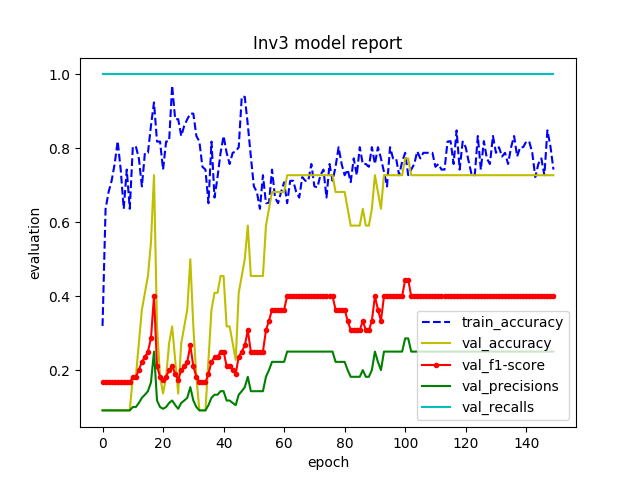 Inv3 model report
evaluation
1.0
0.8
0.6
0.4
0.2
train_accuracy
val_accuracy
val_f1-score
val_precisions
val_recalls
0 20 40 60 80 100 120 140
epoch